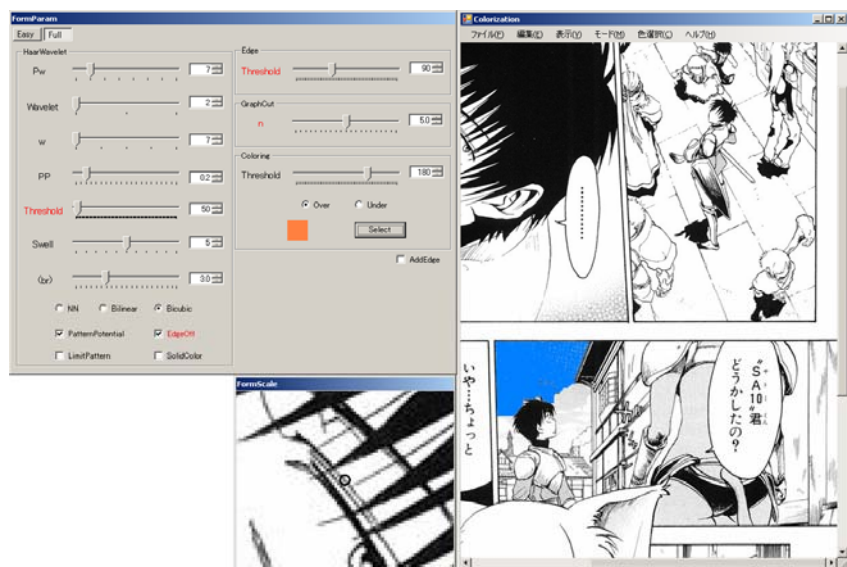 FormParam
Easy
Full
HaarWavelet
Pw
7
Wavelet
2
w
7
PP
0.2
Threshold
50
Swell
5
(br)
3.0
NN
Bilinear
Bicubic
PatternPotential
EdgeOff
LimitPattern
SolidColor
Edge
Threshold
90
GraphCut
n
5.0
Coloring
Threshold
180
Over
Under
Select
AddEdge
FormScale
Colorization
ファイル(F)
編集(E)
表示(V)
モード(M)
色選択(C)
ヘルプ(H)
………
〝SA10〟君
どうかしたの?
いや…ちょっと